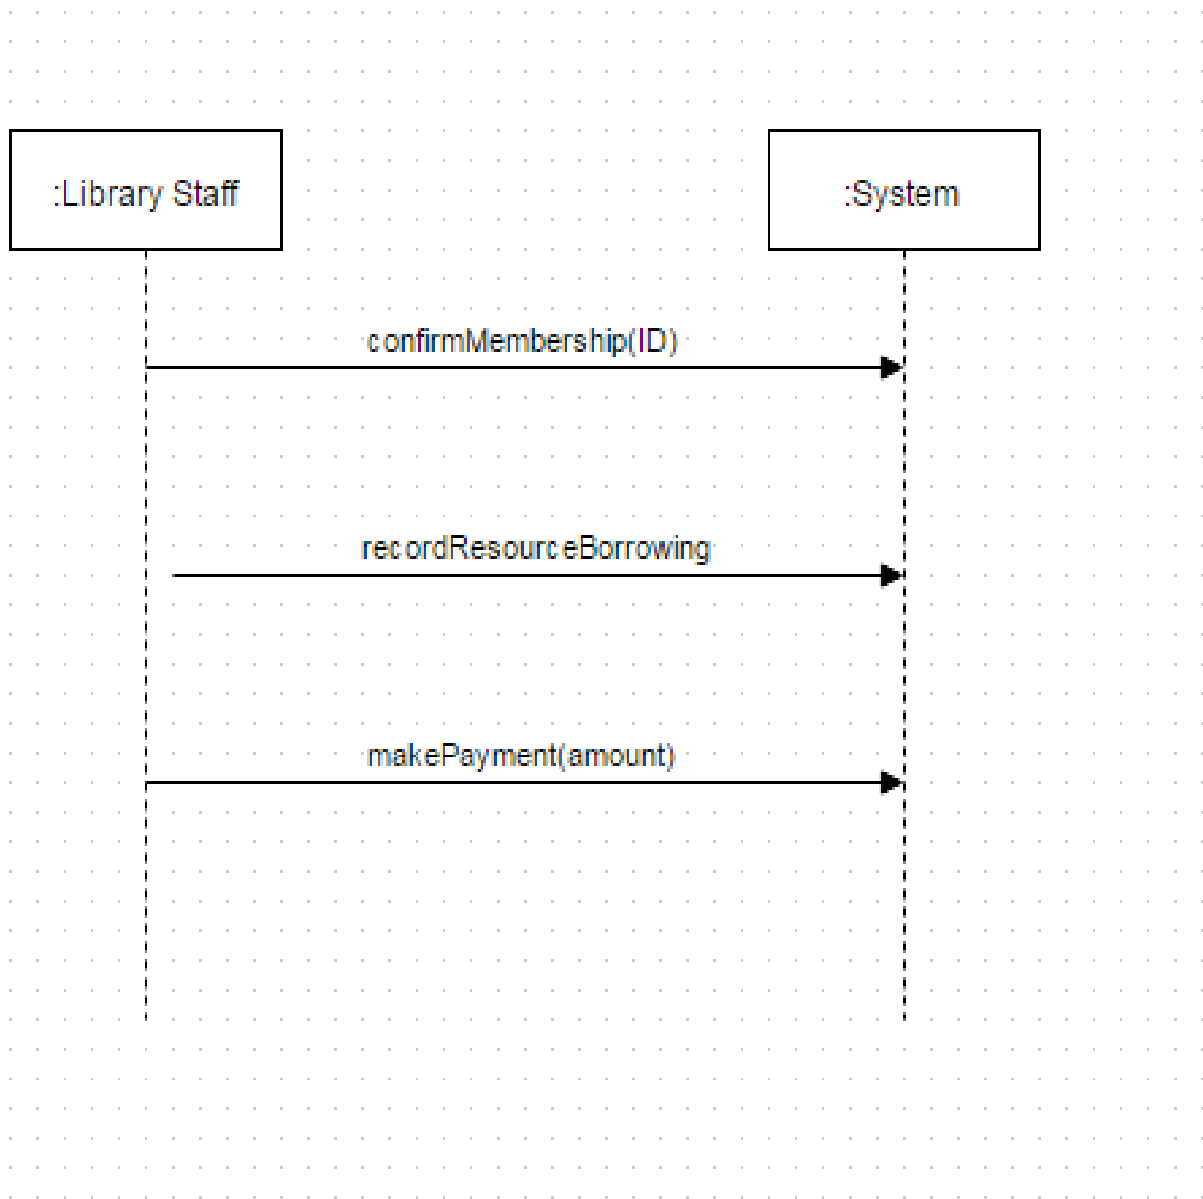 :Library Staff
:System
confirmMembership(ID)
recordResourceBorrowing
makePayment(amount)